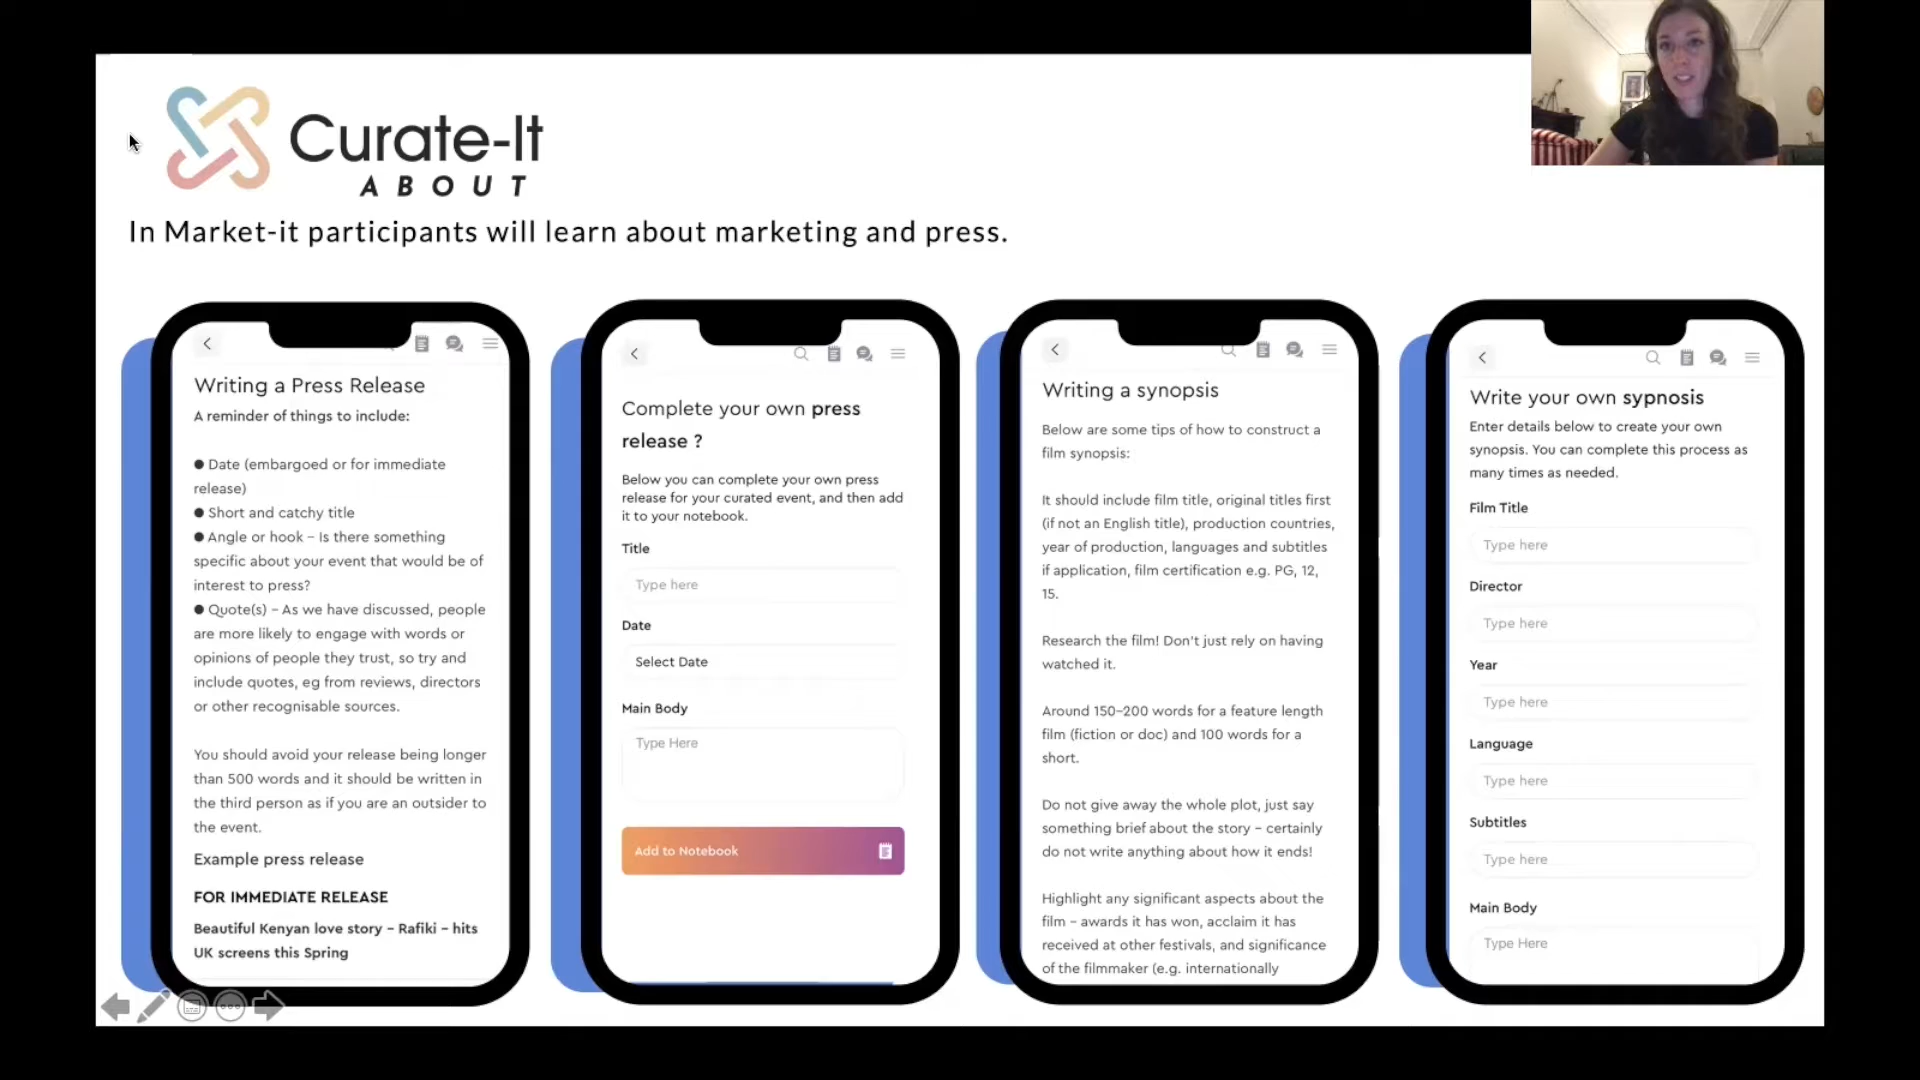 Curate-It
ABOUT
In Market-it participants will learn about marketing and press.
Writing a Press Release
A reminder of things to include:
● Date (embargoed or for immediate
release)
● Short and catchy title
● Angle or hook – Is there something
specific about your event that would be of
interest to press?
● Quote(s) – As we have discussed, people
are more likely to engage with words or
opinions of people they trust, so try and
include quotes, eg from reviews, directors
or other recognisable sources.
You should avoid your release being longer
than 500 words and it should be written in
the third person as if you are an outsider to
the event.
Example press release
FOR IMMEDIATE RELEASE
Beautiful Kenyan love story – Rafiki – hits
UK screens this Spring
Complete your own press
release ?
Below you can complete your own press
release for your curated event, and then add
it to your notebook.
Title
Type here
Date
Select Date
Main Body
Type Here
Add to Notebook
Writing a synopsis
Below are some tips of how to construct a
film synopsis:
It should include film title, original titles first
(if not an English title), production countries,
year of production, languages and subtitles
if application, film certification e.g. PG, 12,
15.
Research the film! Don't just rely on having
watched it.
Around 150–200 words for a feature length
film (fiction or doc) and 100 words for a
short.
Do not give away the whole plot, just say
something brief about the story – certainly
do not write anything about how it ends!
Highlight any significant aspects about the
film – awards it has won, acclaim it has
received at other festivals, and significance
of the filmmaker (e.g. internationally
Write your own sypnosis
Enter details below to create your own
synopsis. You can complete this process as
many times as needed.
Film Title
Type here
Director
Type here
Year
Type here
Language
Type here
Subtitles
Type here
Main Body
Type Here